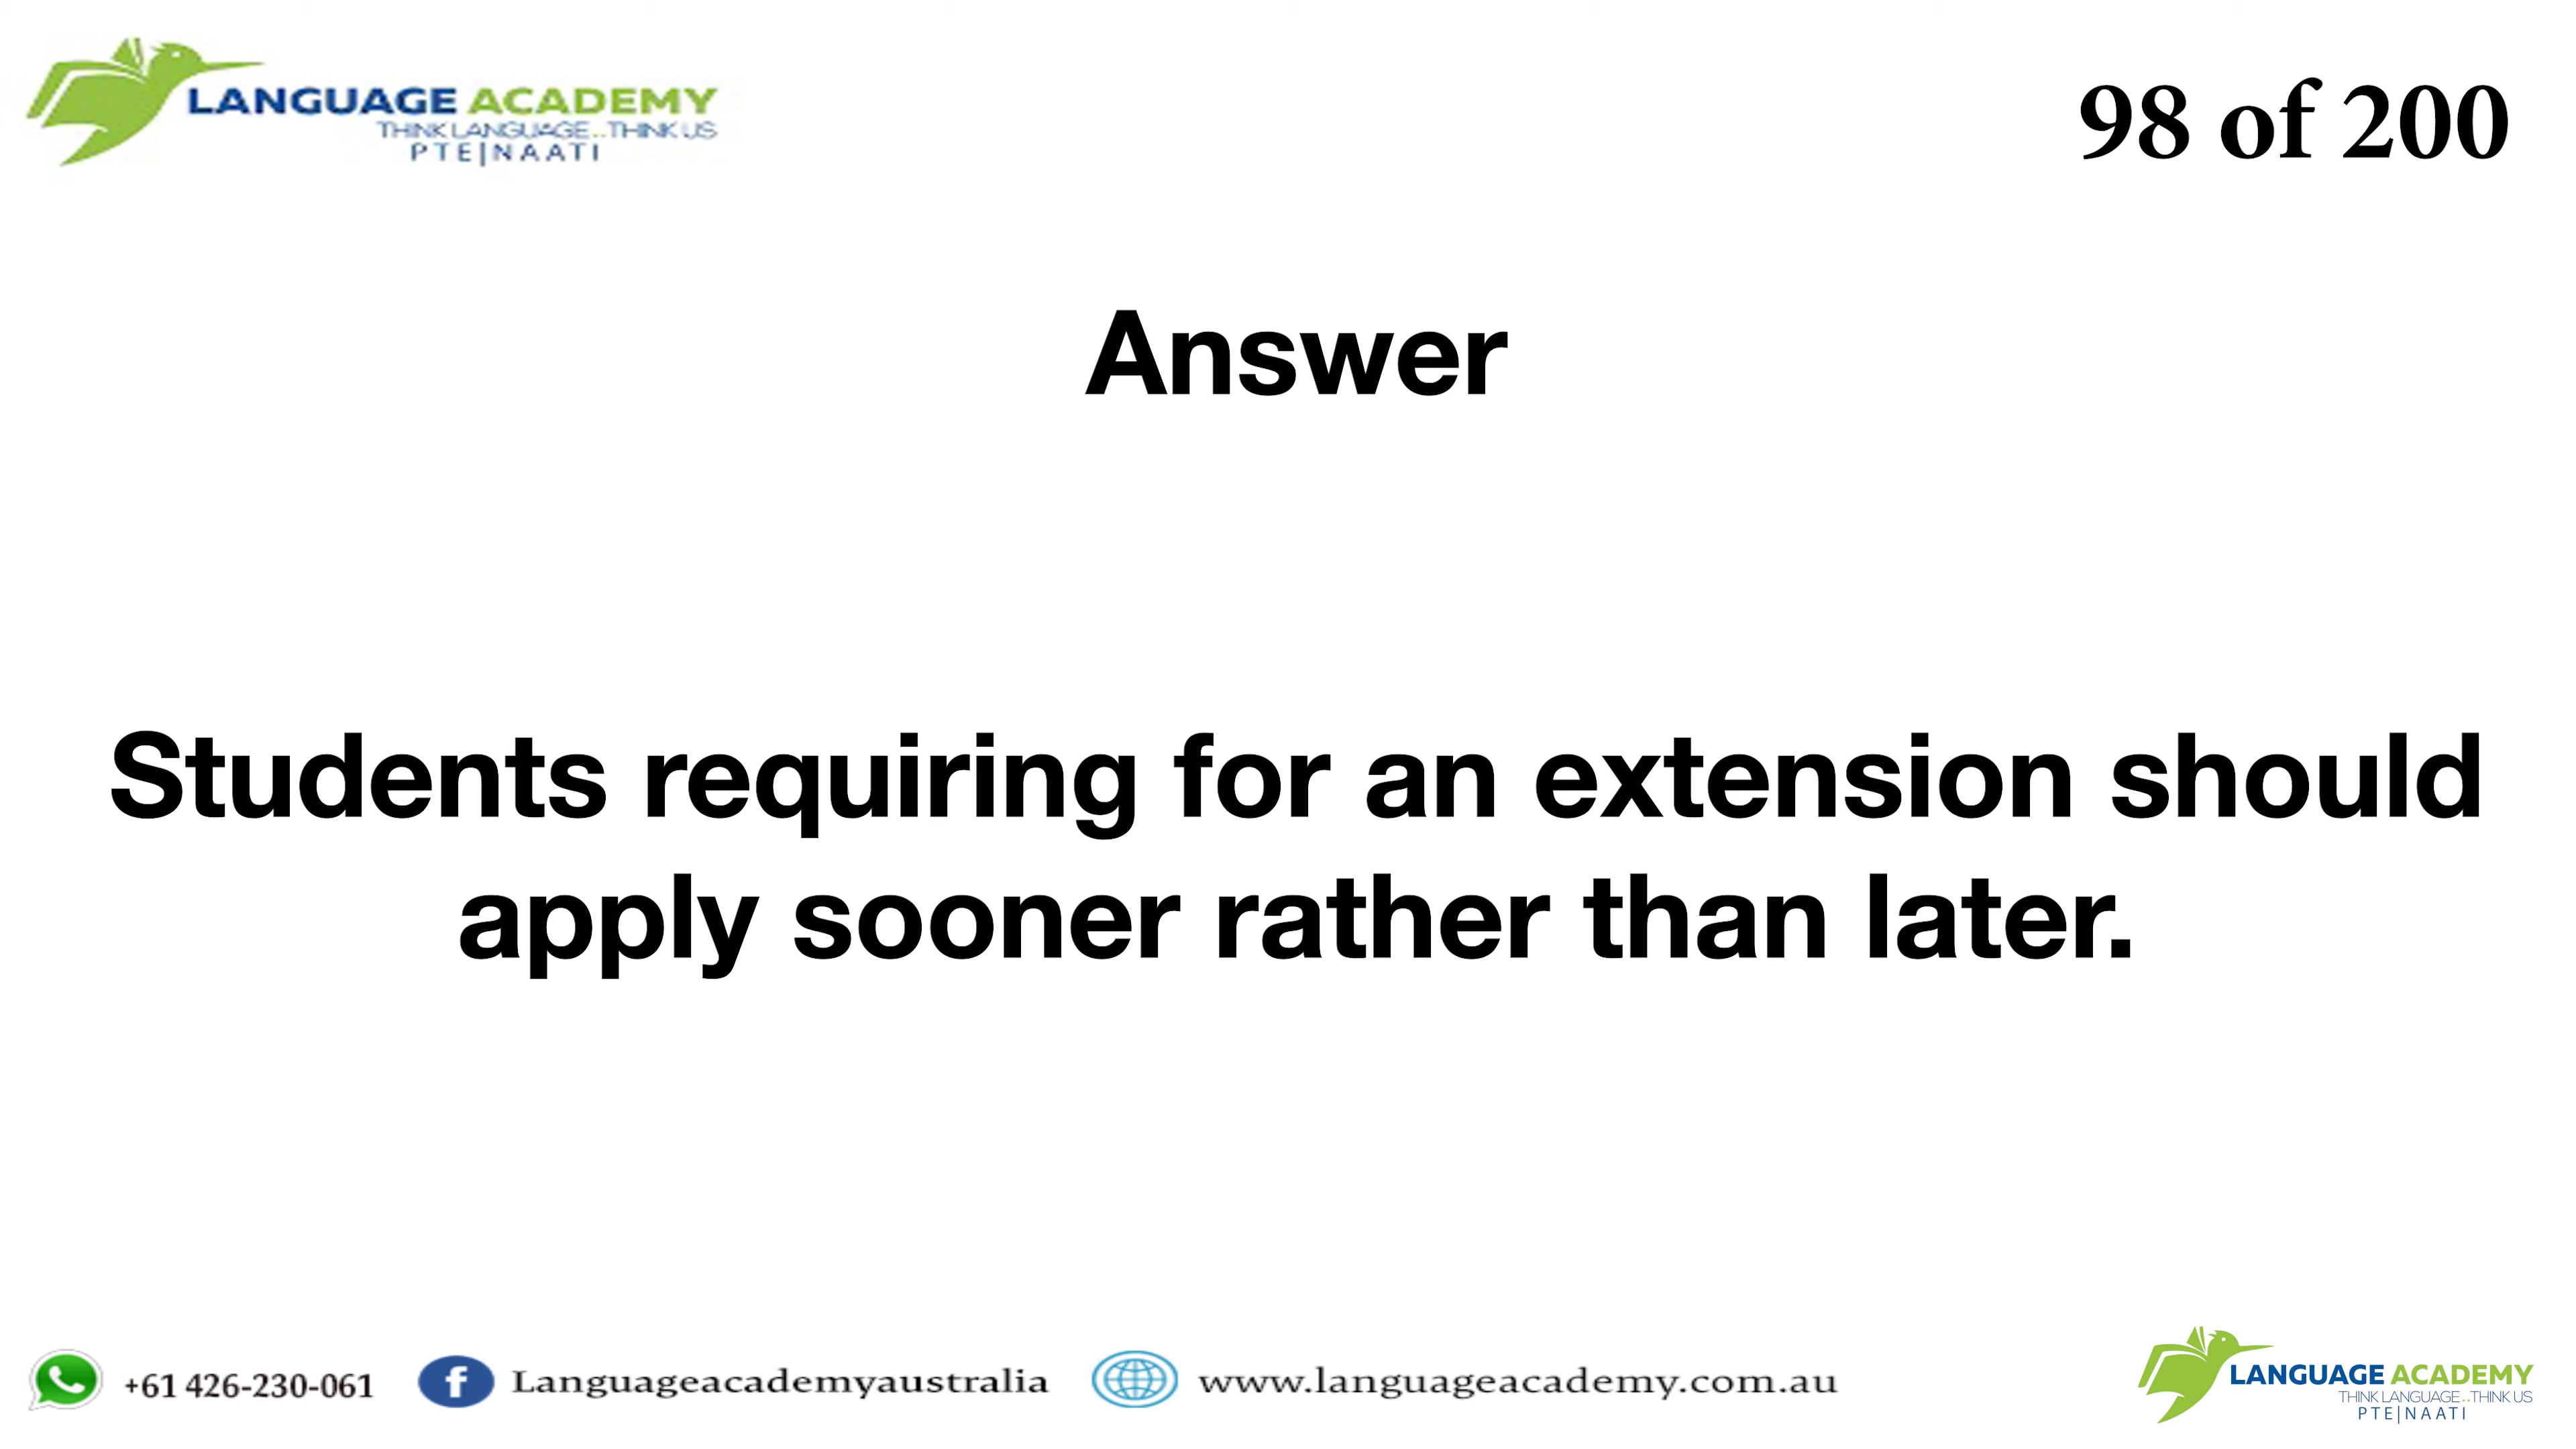 LANGUAGE ACADEMY
THINK LANGUAGE..THINK US
PTE|NAATI
98 of 200
Answer
Students requiring for an extension should
apply sooner rather than later.
+61 426-230-061
Languageacademyaustralia
www.languageacademy.com.au
LANGUAGE ACADEMY
THINK LANGUAGE..THINK US
PTE|NAATI